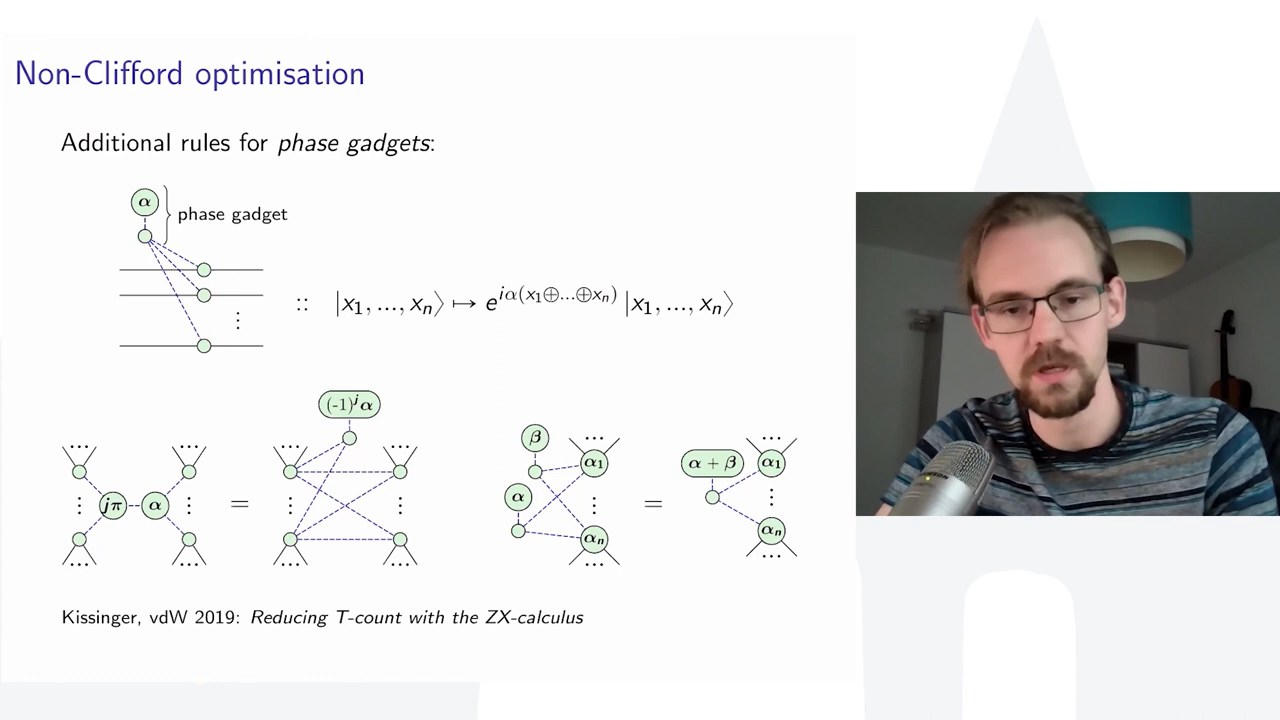 Non-Clifford optimisation
Additional rules for phase gadgets:
α
phase gadget
⋮
:: |x₁, ..., xₙ⟩ ↦ e^{iα(x₁⊕...⊕xₙ)} |x₁, ..., xₙ⟩
... ... = ... ...
⋮ jπ α ⋮
... ...
(-1)^j α
⋮ ⋮
... ...
β ... α₁
α ⋮
αₙ ...
=
α + β ... α₁
⋮
αₙ ...
Kissinger, vdW 2019: Reducing T-count with the ZX-calculus